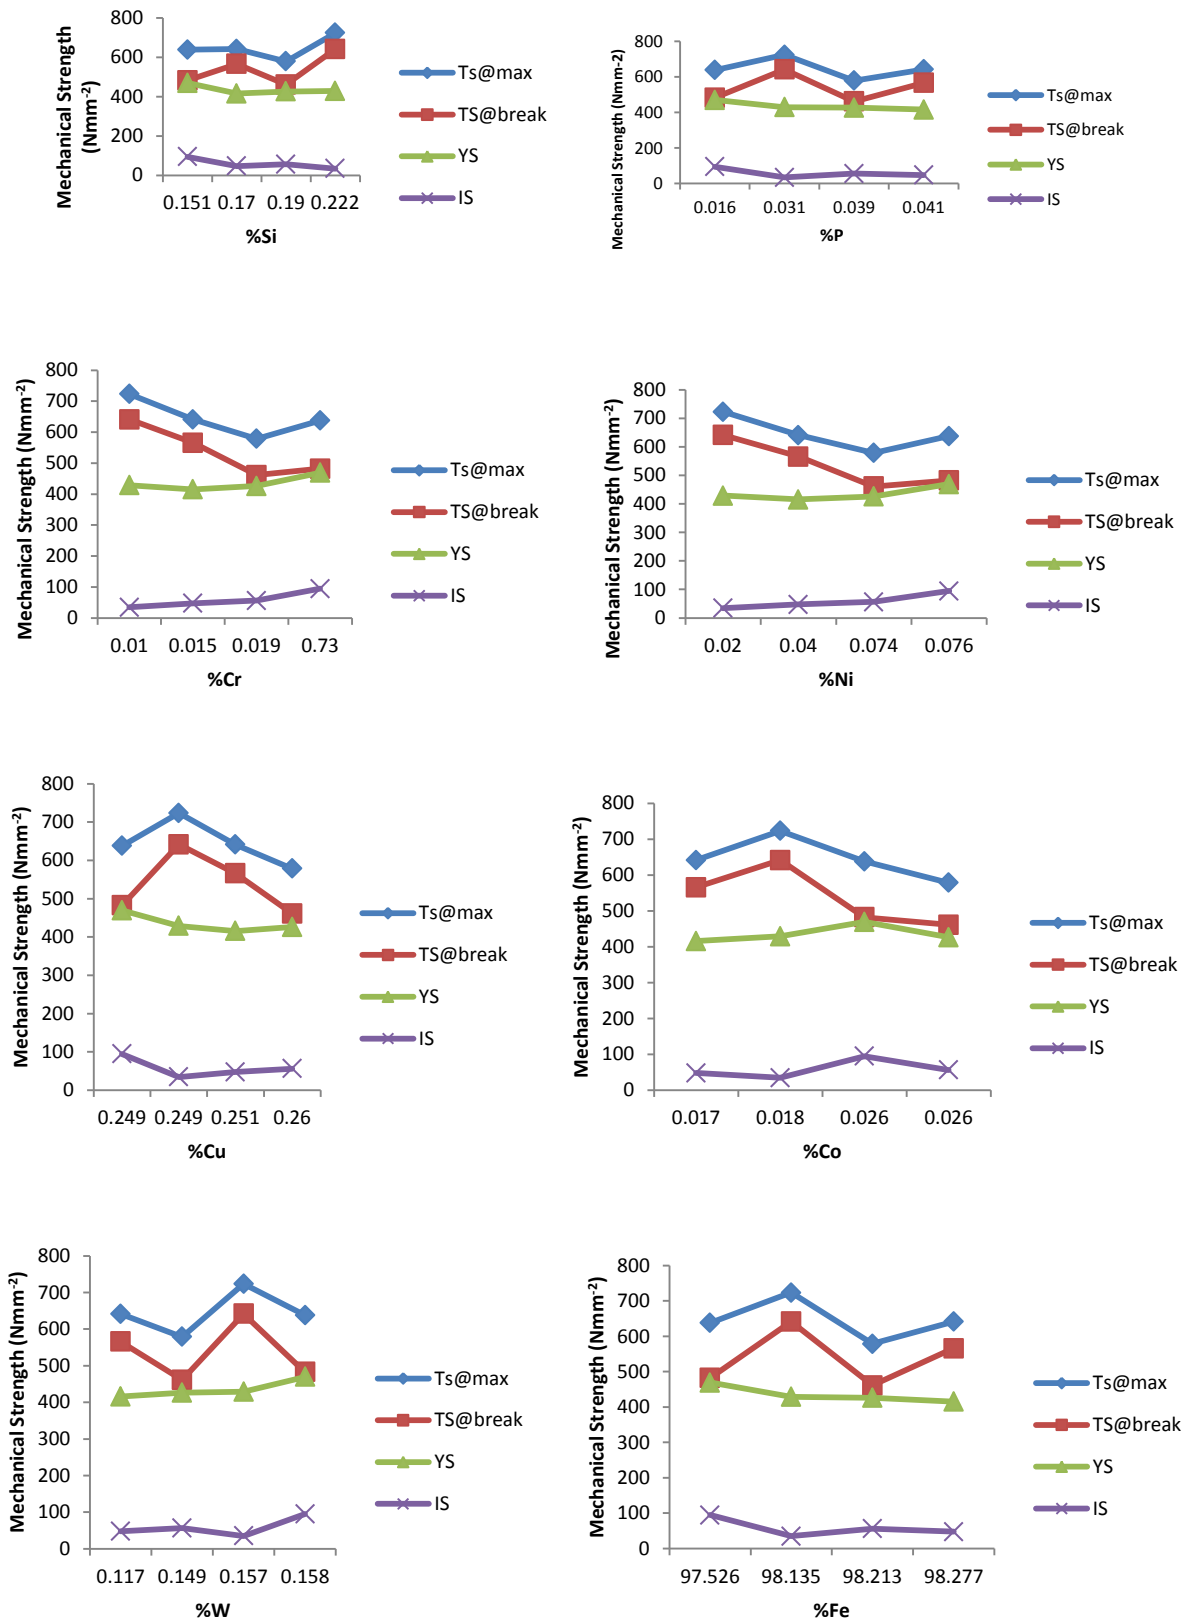 Mechanical Strength
(Nmm-2)
800
600
400
200
0
0.151 0.17 0.19 0.222
%Si
Ts@max
TS@break
YS
IS
Mechanical Strength (Nmm-2)
800
600
400
200
0
0.016 0.031 0.039 0.041
%P
Ts@max
TS@break
YS
IS
Mechanical Strength (Nmm-2)
800
700
600
500
400
300
200
100
0
0.01 0.015 0.019 0.73
%Cr
Ts@max
TS@break
YS
IS
Mechanical Strength (Nmm-2)
800
700
600
500
400
300
200
100
0
0.02 0.04 0.074 0.076
%Ni
Ts@max
TS@break
YS
IS
Mechanical Strength (Nmm-2)
800
700
600
500
400
300
200
100
0
0.249 0.249 0.251 0.26
%Cu
Ts@max
TS@break
YS
IS
Mechanical Strength (Nmm-2)
800
700
600
500
400
300
200
100
0
0.017 0.018 0.026 0.026
%Co
Ts@max
TS@break
YS
IS
Mechanical Strength (Nmm-2)
800
700
600
500
400
300
200
100
0
0.117 0.149 0.157 0.158
%W
Ts@max
TS@break
YS
IS
Mechanical Strength (Nmm-2)
800
700
600
500
400
300
200
100
0
97.526 98.135 98.213 98.277
%Fe
Ts@max
TS@break
YS
IS